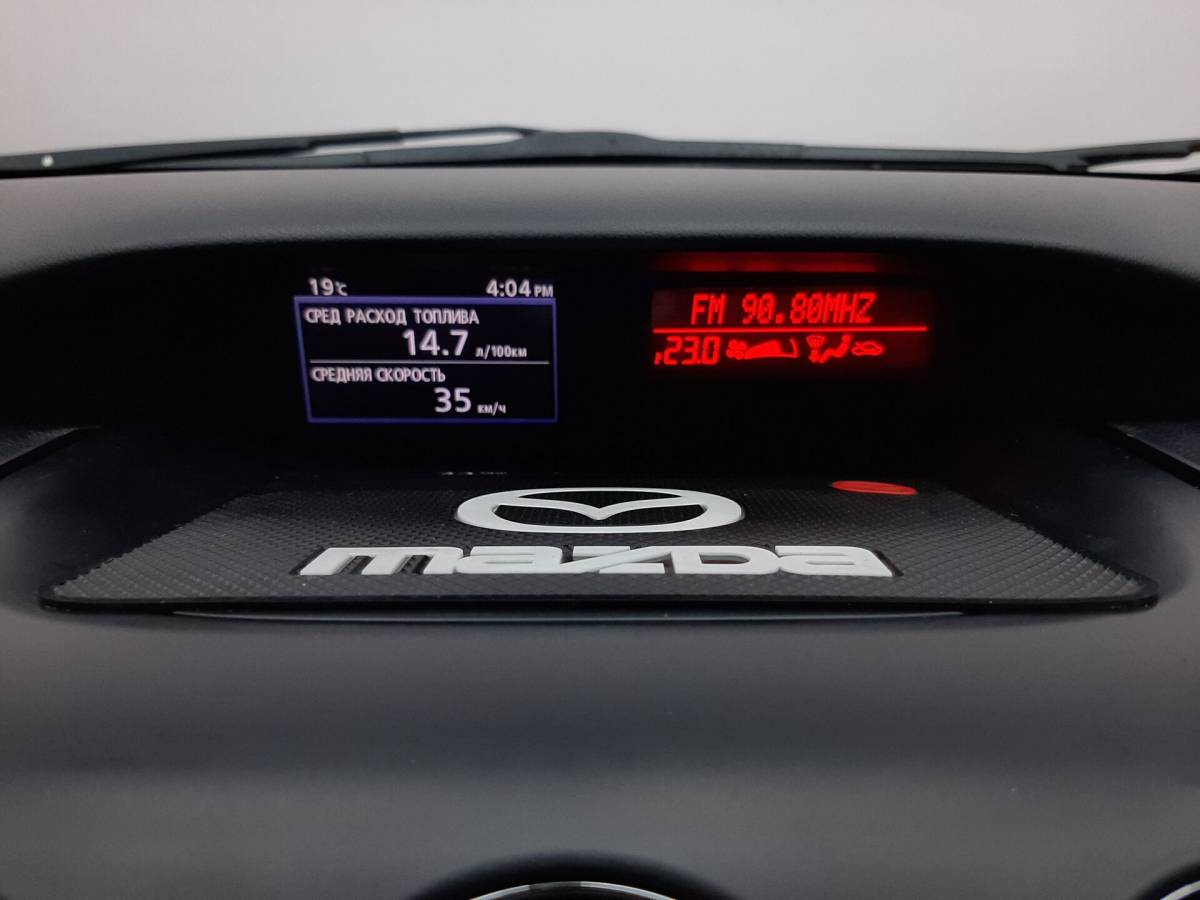 19°C 4:04 PM
СРЕД РАСХОД ТОПЛИВА
14.7 л/100км
СРЕДНЯЯ СКОРОСТЬ
35 км/ч
FM 90.80MHZ
23.0
mazda